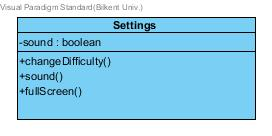 Visual Paradigm Standard(Bilkent Univ.)
Settings
-sound : boolean
+changeDifficulty()
+sound()
+fullScreen()